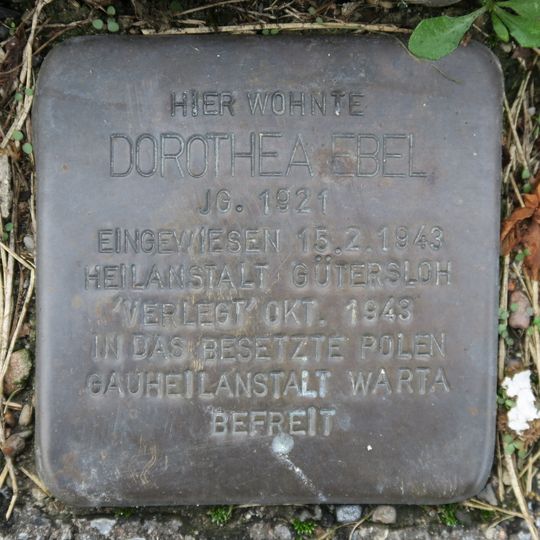 HIER WOHNTE
DOROTHEA EBEL
JG. 1921
EINGEWIESEN 15.2.1943
HEILANSTALT GÜTERSLOH
'VERLEGT' OKT. 1943
IN DAS BESETZTE POLEN
GAUHEILANSTALT WARTA
BEFREIT